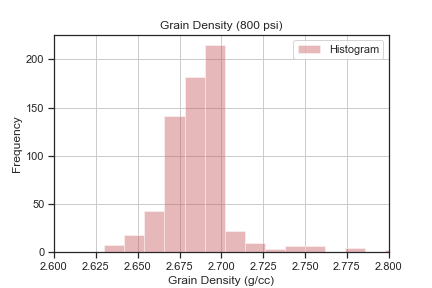 Grain Density (800 psi)
Histogram
200
150
100
50
0
Frequency
2.600 2.625 2.650 2.675 2.700 2.725 2.750 2.775 2.800
Grain Density (g/cc)